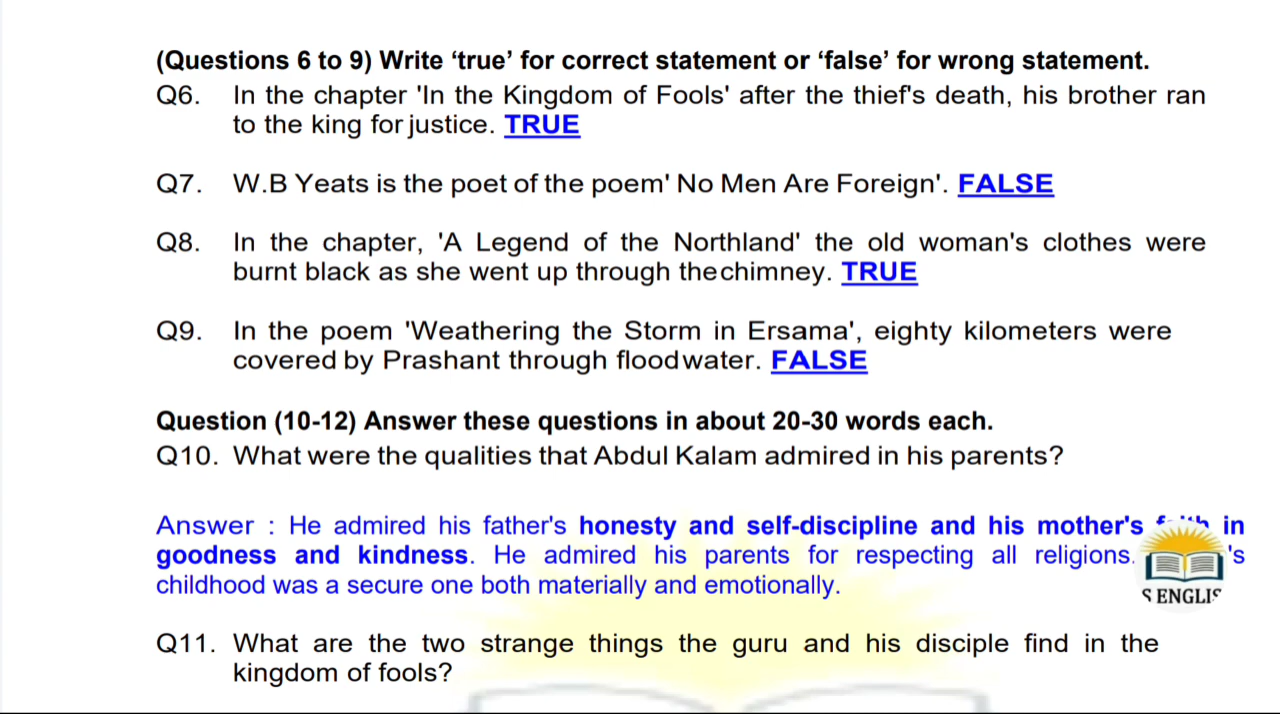 (Questions 6 to 9) Write ‘true’ for correct statement or ‘false’ for wrong statement.
Q6. In the chapter 'In the Kingdom of Fools' after the thief's death, his brother ran
to the king for justice. TRUE
Q7. W.B Yeats is the poet of the poem' No Men Are Foreign'. FALSE
Q8. In the chapter, 'A Legend of the Northland' the old woman's clothes were
burnt black as she went up through thechimney. TRUE
Q9. In the poem 'Weathering the Storm in Ersama', eighty kilometers were
covered by Prashant through floodwater. FALSE
Question (10-12) Answer these questions in about 20-30 words each.
Q10. What were the qualities that Abdul Kalam admired in his parents?
Answer : He admired his father's honesty and self-discipline and his mother's in
goodness and kindness. He admired his parents for respecting all religions. 's
childhood was a secure one both materially and emotionally.
S ENGLIS
Q11. What are the two strange things the guru and his disciple find in the
kingdom of fools?